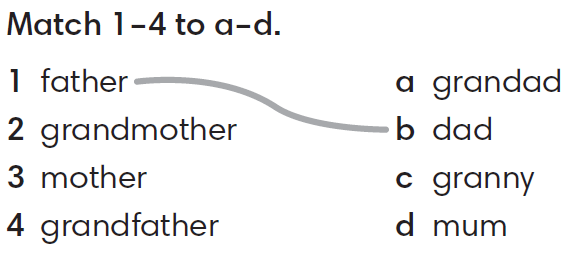 Match 1–4 to a–d.
1 father a grandad
2 grandmother b dad
3 mother c granny
4 grandfather d mum